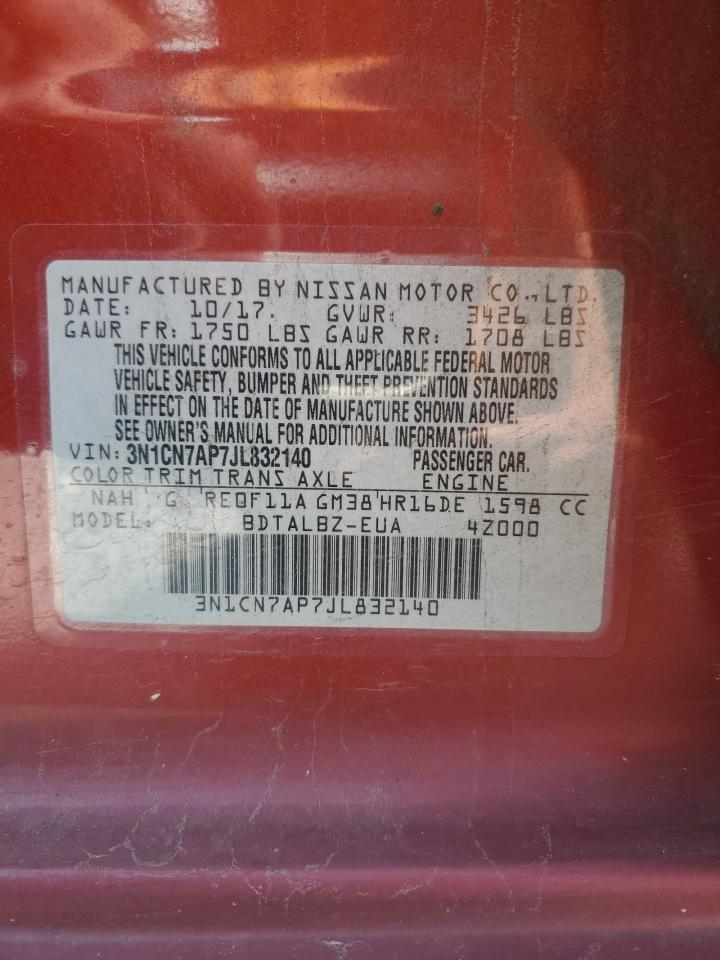 MANUFACTURED BY NISSAN MOTOR CO.,LTD.
DATE: 10/17. GVWR: 3426 LBS
GAWR FR: 1750 LBS GAWR RR: 1708 LBS
THIS VEHICLE CONFORMS TO ALL APPLICABLE FEDERAL MOTOR
VEHICLE SAFETY, BUMPER AND THEFT PREVENTION STANDARDS
IN EFFECT ON THE DATE OF MANUFACTURE SHOWN ABOVE.
SEE OWNER'S MANUAL FOR ADDITIONAL INFORMATION.
VIN: 3N1CN7AP7JL832140 PASSENGER CAR.
COLOR TRIM TRANS AXLE ENGINE
NAH G RE0F11A GM38 HR16DE 1598 CC
MODEL: BDTALBZ-EUA 4Z000
3N1CN7AP7JL832140